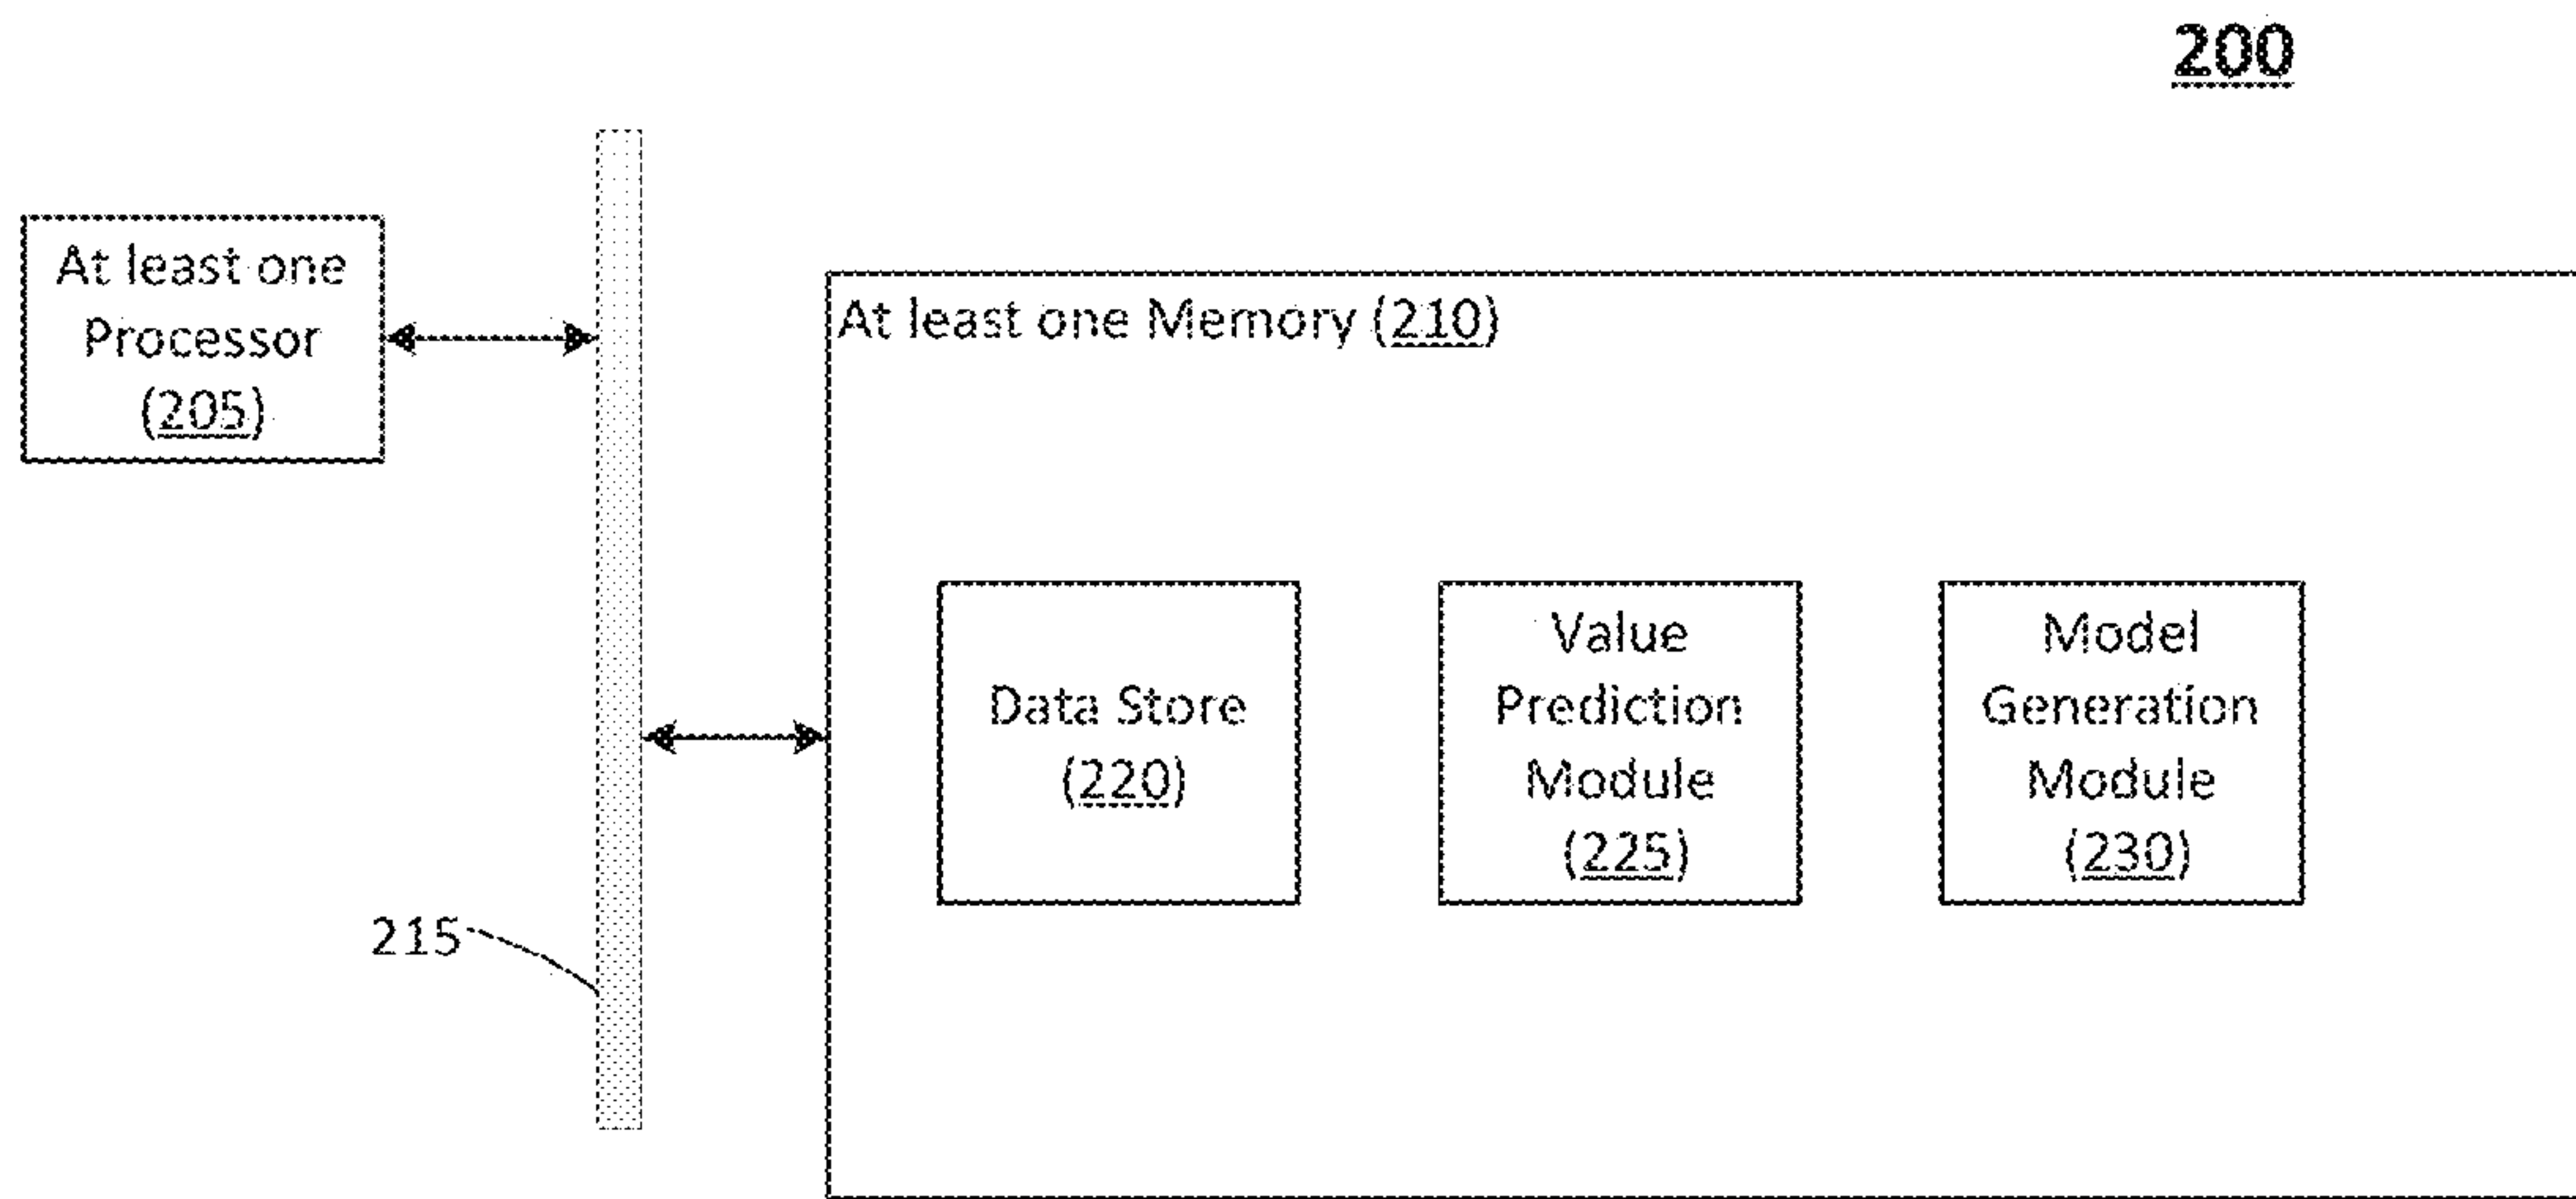 200
At least one
Processor
(205)
At least one Memory (210)
Data Store
(220)
Value
Prediction
Module
(225)
Model
Generation
Module
(230)
215